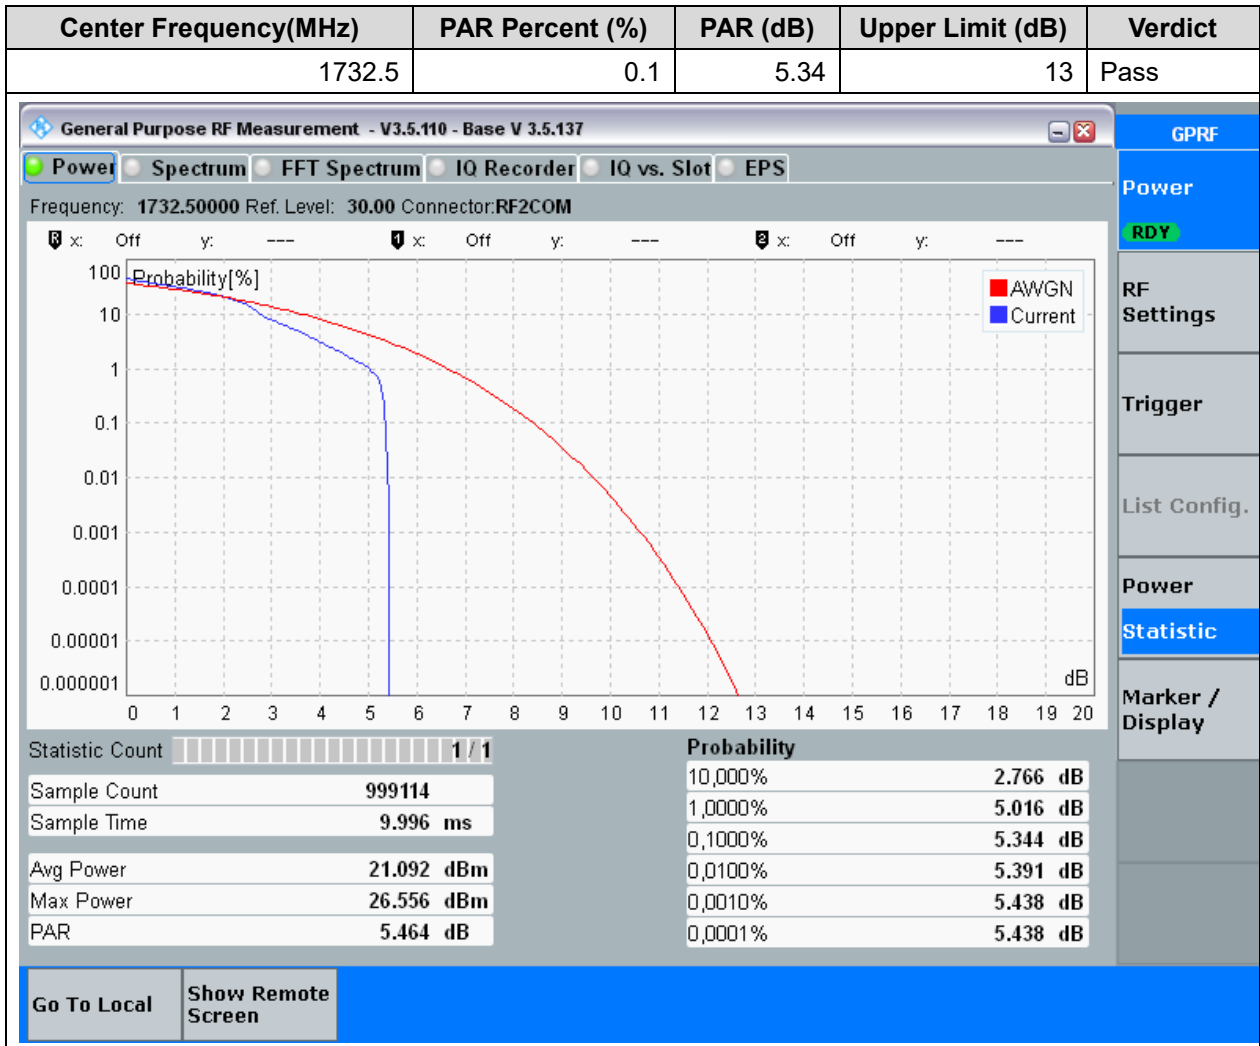 Center Frequency(MHz) PAR Percent (%) PAR (dB) Upper Limit (dB) Verdict
1732.5 0.1 5.34 13 Pass
General Purpose RF Measurement - V3.5.110 - Base V 3.5.137
GPRF
Power Spectrum FFT Spectrum IQ Recorder IQ vs. Slot EPS
Power
RDY
Frequency: 1732.50000 Ref. Level: 30.00 Connector:RF2COM
R x: Off y: --- 1 x: Off y: --- 2 x: Off y: ---
Probability[%]
AWGN
Current
100
10
1
0.1
0.01
0.001
0.0001
0.00001
0.000001
dB
0 1 2 3 4 5 6 7 8 9 10 11 12 13 14 15 16 17 18 19 20
RF
Settings
Trigger
List Config.
Power
Statistic
Marker /
Display
Statistic Count 1 / 1
Sample Count 999114
Sample Time 9.996 ms
Avg Power 21.092 dBm
Max Power 26.556 dBm
PAR 5.464 dB
Probability
10,000% 2.766 dB
1,0000% 5.016 dB
0,1000% 5.344 dB
0,0100% 5.391 dB
0,0010% 5.438 dB
0,0001% 5.438 dB
Go To Local
Show Remote
Screen